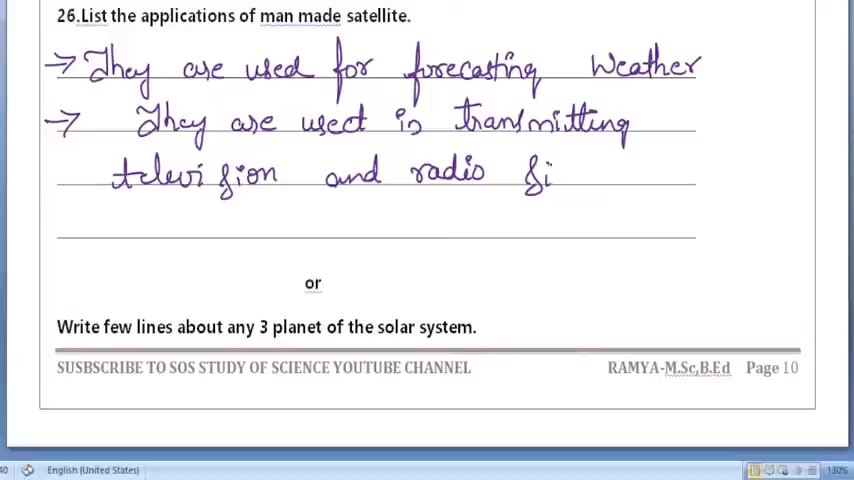 26.List the applications of man made satellite.
→ They are used for forecasting Weather
→ They are used in transmitting
television and radio si
or
Write few lines about any 3 planet of the solar system.
SUSBSCRIBE TO SOS STUDY OF SCIENCE YOUTUBE CHANNEL RAMYA-M.Sc,B.Ed Page 10
40 English (United States) 130%